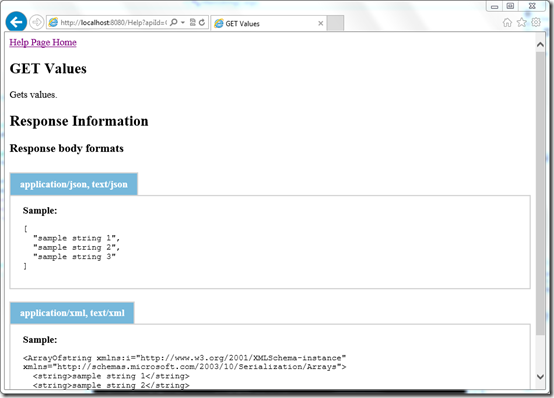 http://localhost:8080/Help?apiId=
GET Values
Help Page Home
GET Values
Gets values.
Response Information
Response body formats
application/json, text/json
Sample:
[
"sample string 1",
"sample string 2",
"sample string 3"
]
application/xml, text/xml
Sample:
<ArrayOfstring xmlns:i="http://www.w3.org/2001/XMLSchema-instance"
xmlns="http://schemas.microsoft.com/2003/10/Serialization/Arrays">
<string>sample string 1</string>
<string>sample string 2</string>